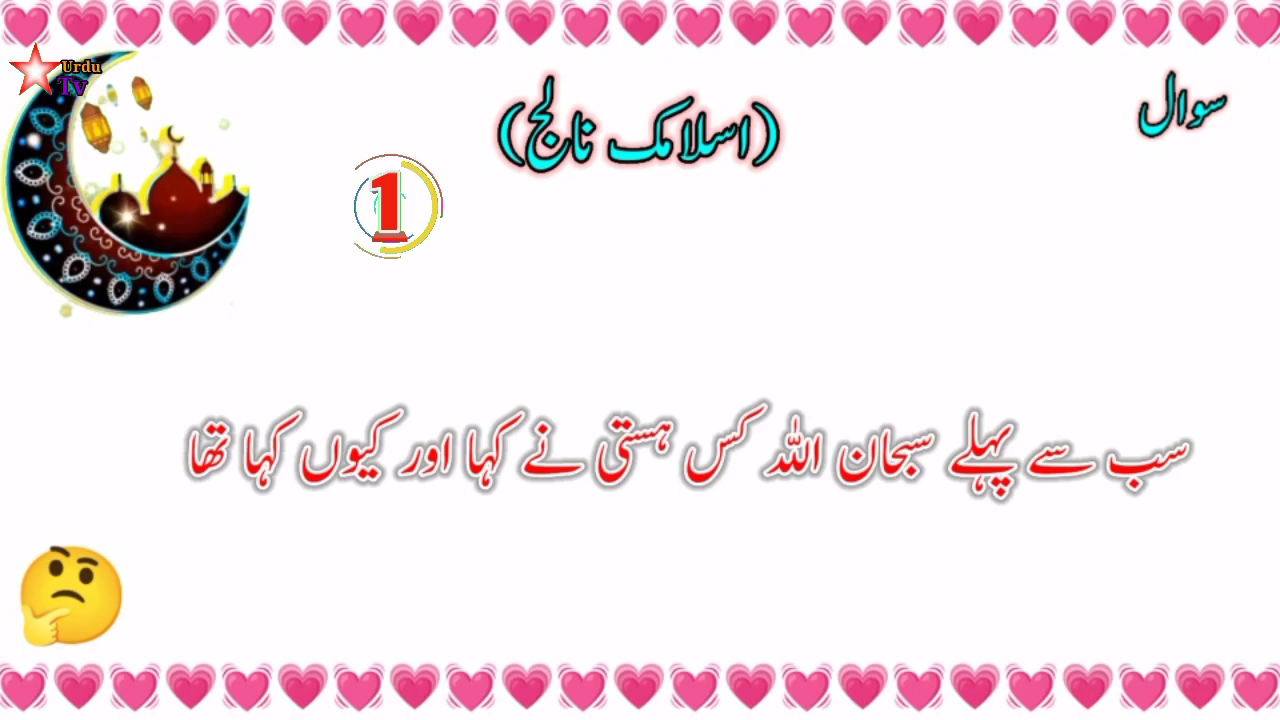 سوال
(اسلامک نالج)
Urdu
Tv
1
سب سے پہلے سبحان اللہ کس ہستی نے کہا اور کیوں کہا تھا